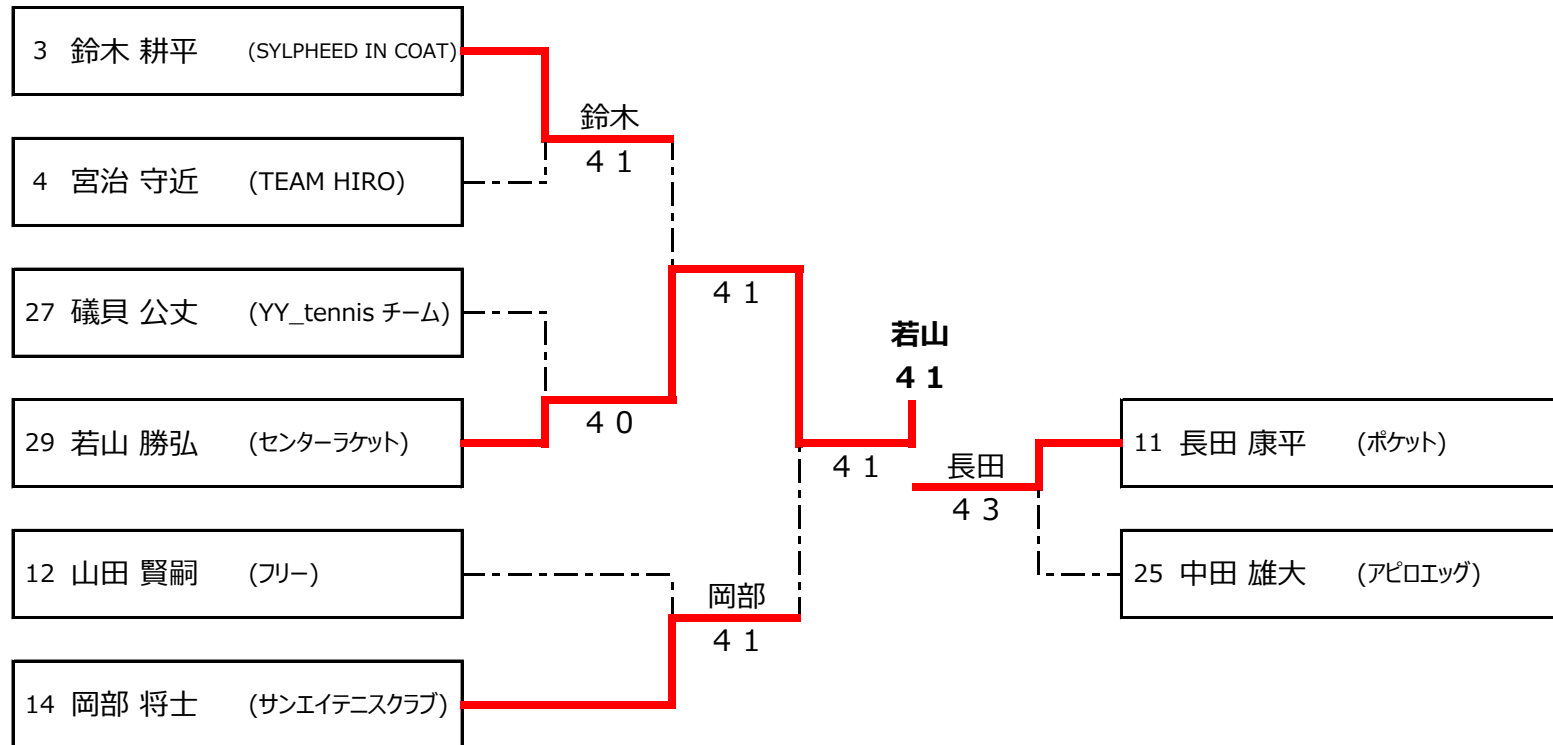 3 鈴木 耕平 (SYLPHEED IN COAT)
鈴木
4 1
4 宮治 守近 (TEAM HIRO)
27 礒貝 公丈 (YY_tennis チーム)
4 1
若山
4 1
29 若山 勝弘 (センターラケット)
4 0
4 1
長田
4 3
11 長田 康平 (ポケット)
12 山田 賢嗣 (フリー)
岡部
4 1
25 中田 雄大 (アピロエッグ)
14 岡部 将士 (サンエイテニスクラブ)